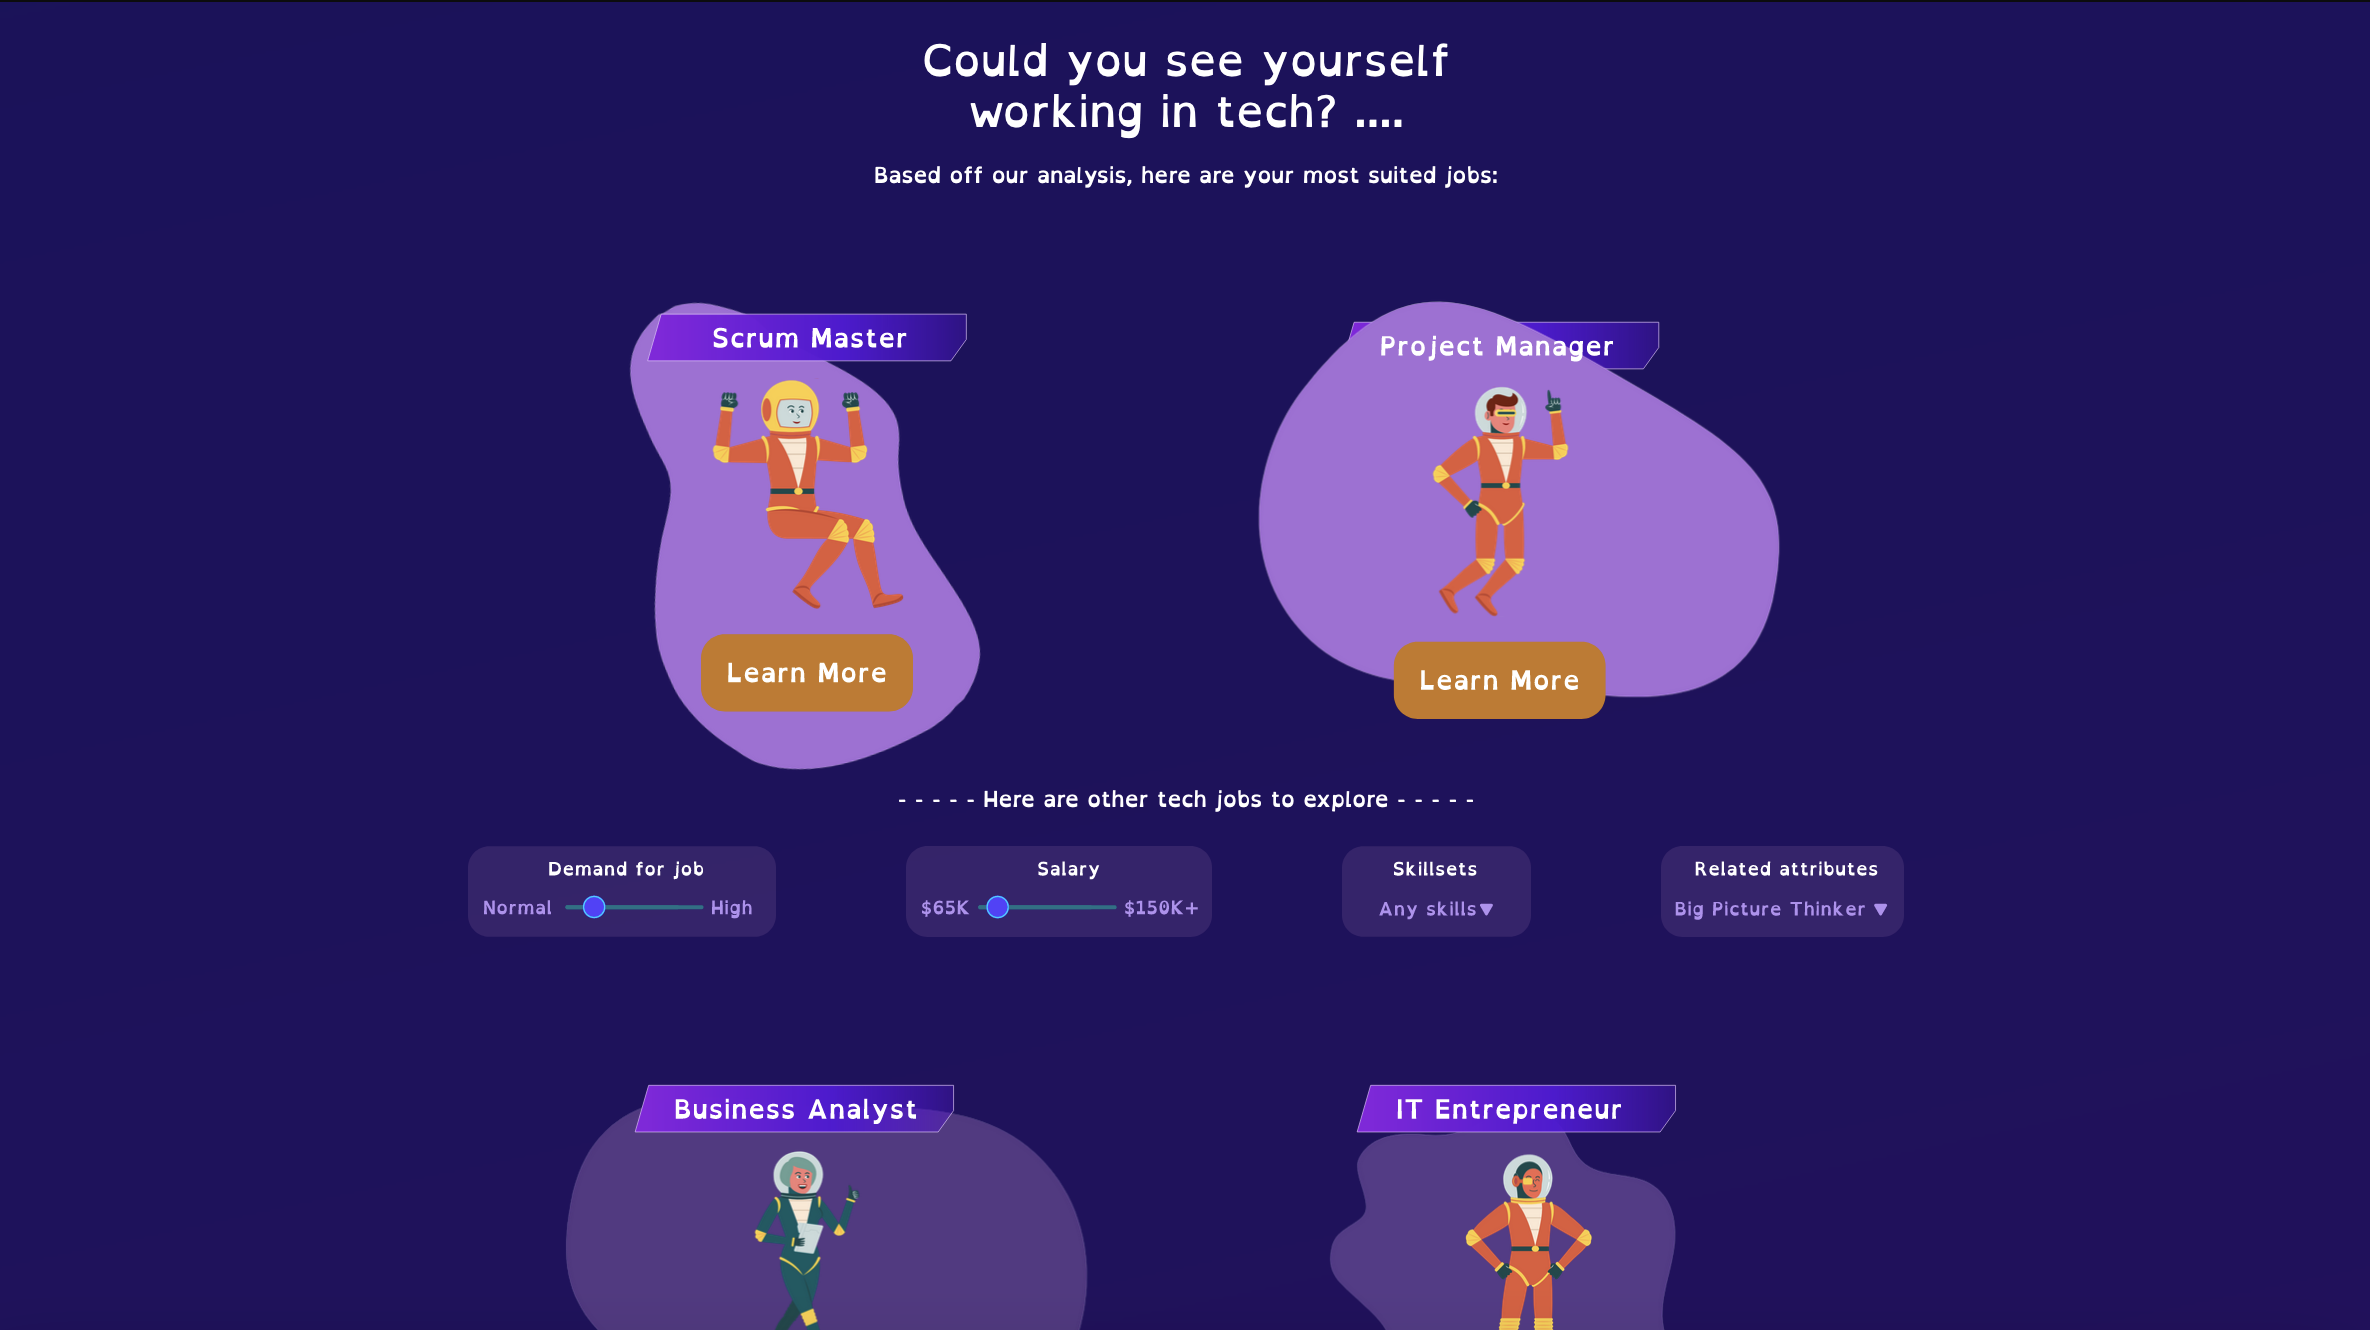 Could you see yourself
working in tech? ....
Based off our analysis, here are your most suited jobs:
Scrum Master
Project Manager
Learn More
Learn More
- - - - - Here are other tech jobs to explore - - - - -
Demand for job
Normal High
Salary
$65K $150K+
Skillsets
Any skills▼
Related attributes
Big Picture Thinker ▼
Business Analyst
IT Entrepreneur